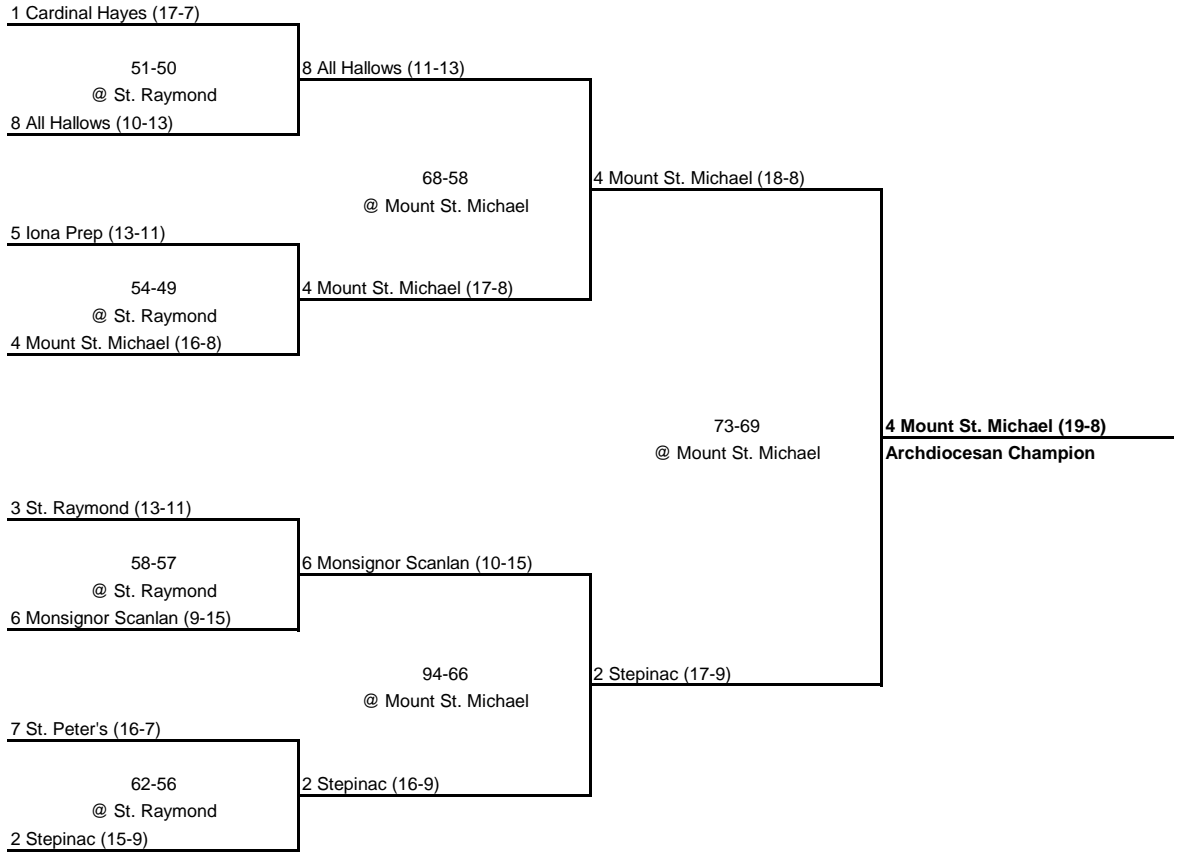 1 Cardinal Hayes (17-7)
51-50
@ St. Raymond
8 All Hallows (11-13)
8 All Hallows (10-13)
68-58
@ Mount St. Michael
4 Mount St. Michael (18-8)
5 Iona Prep (13-11)
54-49
@ St. Raymond
4 Mount St. Michael (17-8)
4 Mount St. Michael (16-8)
73-69
@ Mount St. Michael
4 Mount St. Michael (19-8)
Archdiocesan Champion
3 St. Raymond (13-11)
58-57
@ St. Raymond
6 Monsignor Scanlan (10-15)
6 Monsignor Scanlan (9-15)
94-66
@ Mount St. Michael
2 Stepinac (17-9)
7 St. Peter's (16-7)
62-56
@ St. Raymond
2 Stepinac (16-9)
2 Stepinac (15-9)